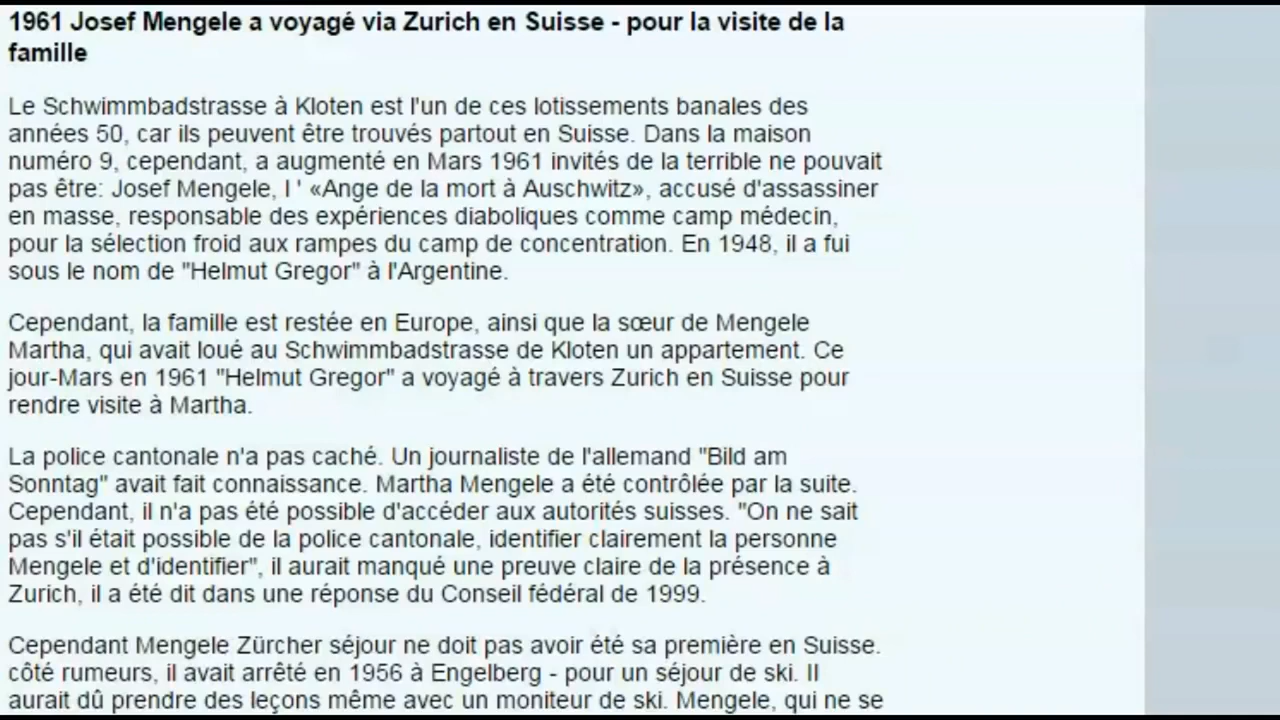 1961 Josef Mengele a voyagé via Zurich en Suisse - pour la visite de la
famille
Le Schwimmbadstrasse à Kloten est l'un de ces lotissements banales des
années 50, car ils peuvent être trouvés partout en Suisse. Dans la maison
numéro 9, cependant, a augmenté en Mars 1961 invités de la terrible ne pouvait
pas être: Josef Mengele, l ' «Ange de la mort à Auschwitz», accusé d'assassiner
en masse, responsable des expériences diaboliques comme camp médecin,
pour la sélection froid aux rampes du camp de concentration. En 1948, il a fui
sous le nom de "Helmut Gregor" à l'Argentine.
Cependant, la famille est restée en Europe, ainsi que la sœur de Mengele
Martha, qui avait loué au Schwimmbadstrasse de Kloten un appartement. Ce
jour-Mars en 1961 "Helmut Gregor" a voyagé à travers Zurich en Suisse pour
rendre visite à Martha.
La police cantonale n'a pas caché. Un journaliste de l'allemand "Bild am
Sonntag" avait fait connaissance. Martha Mengele a été contrôlée par la suite.
Cependant, il n'a pas été possible d'accéder aux autorités suisses. "On ne sait
pas s'il était possible de la police cantonale, identifier clairement la personne
Mengele et d'identifier", il aurait manqué une preuve claire de la présence à
Zurich, il a été dit dans une réponse du Conseil fédéral de 1999.
Cependant Mengele Zürcher séjour ne doit pas avoir été sa première en Suisse.
côté rumeurs, il avait arrêté en 1956 à Engelberg - pour un séjour de ski. Il
aurait dû prendre des leçons même avec un moniteur de ski. Mengele, qui ne se